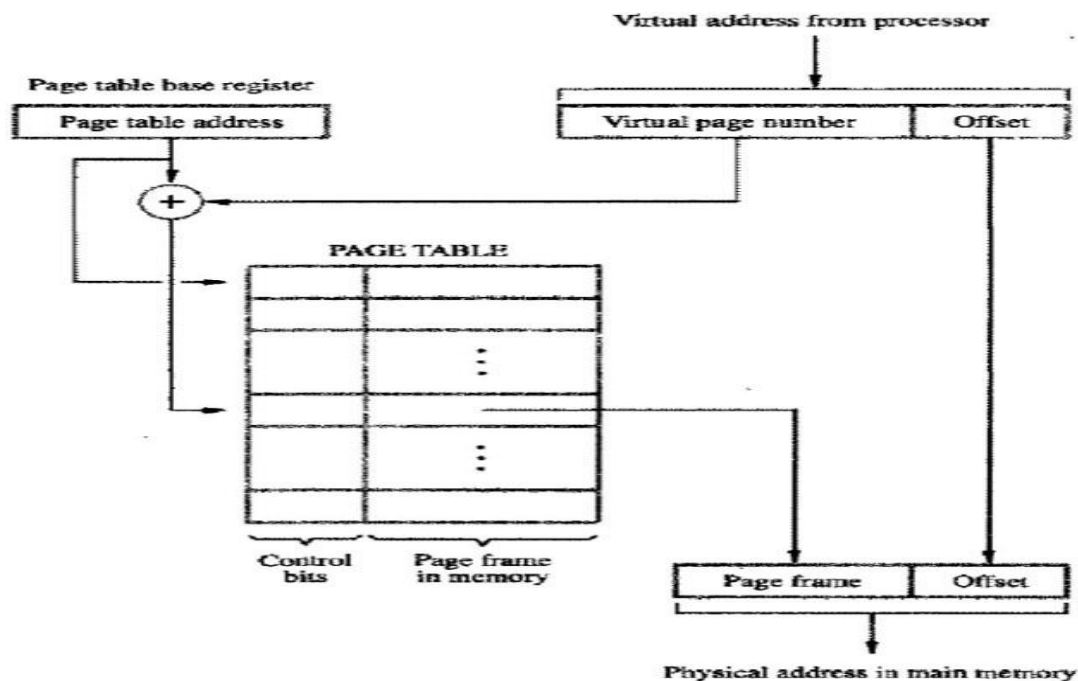 Virtual address from processor
Page table base register
Page table address
Virtual page number
Offset
+
PAGE TABLE
Control
bits
Page frame
in memory
Page frame
Offset
Physical address in main memory